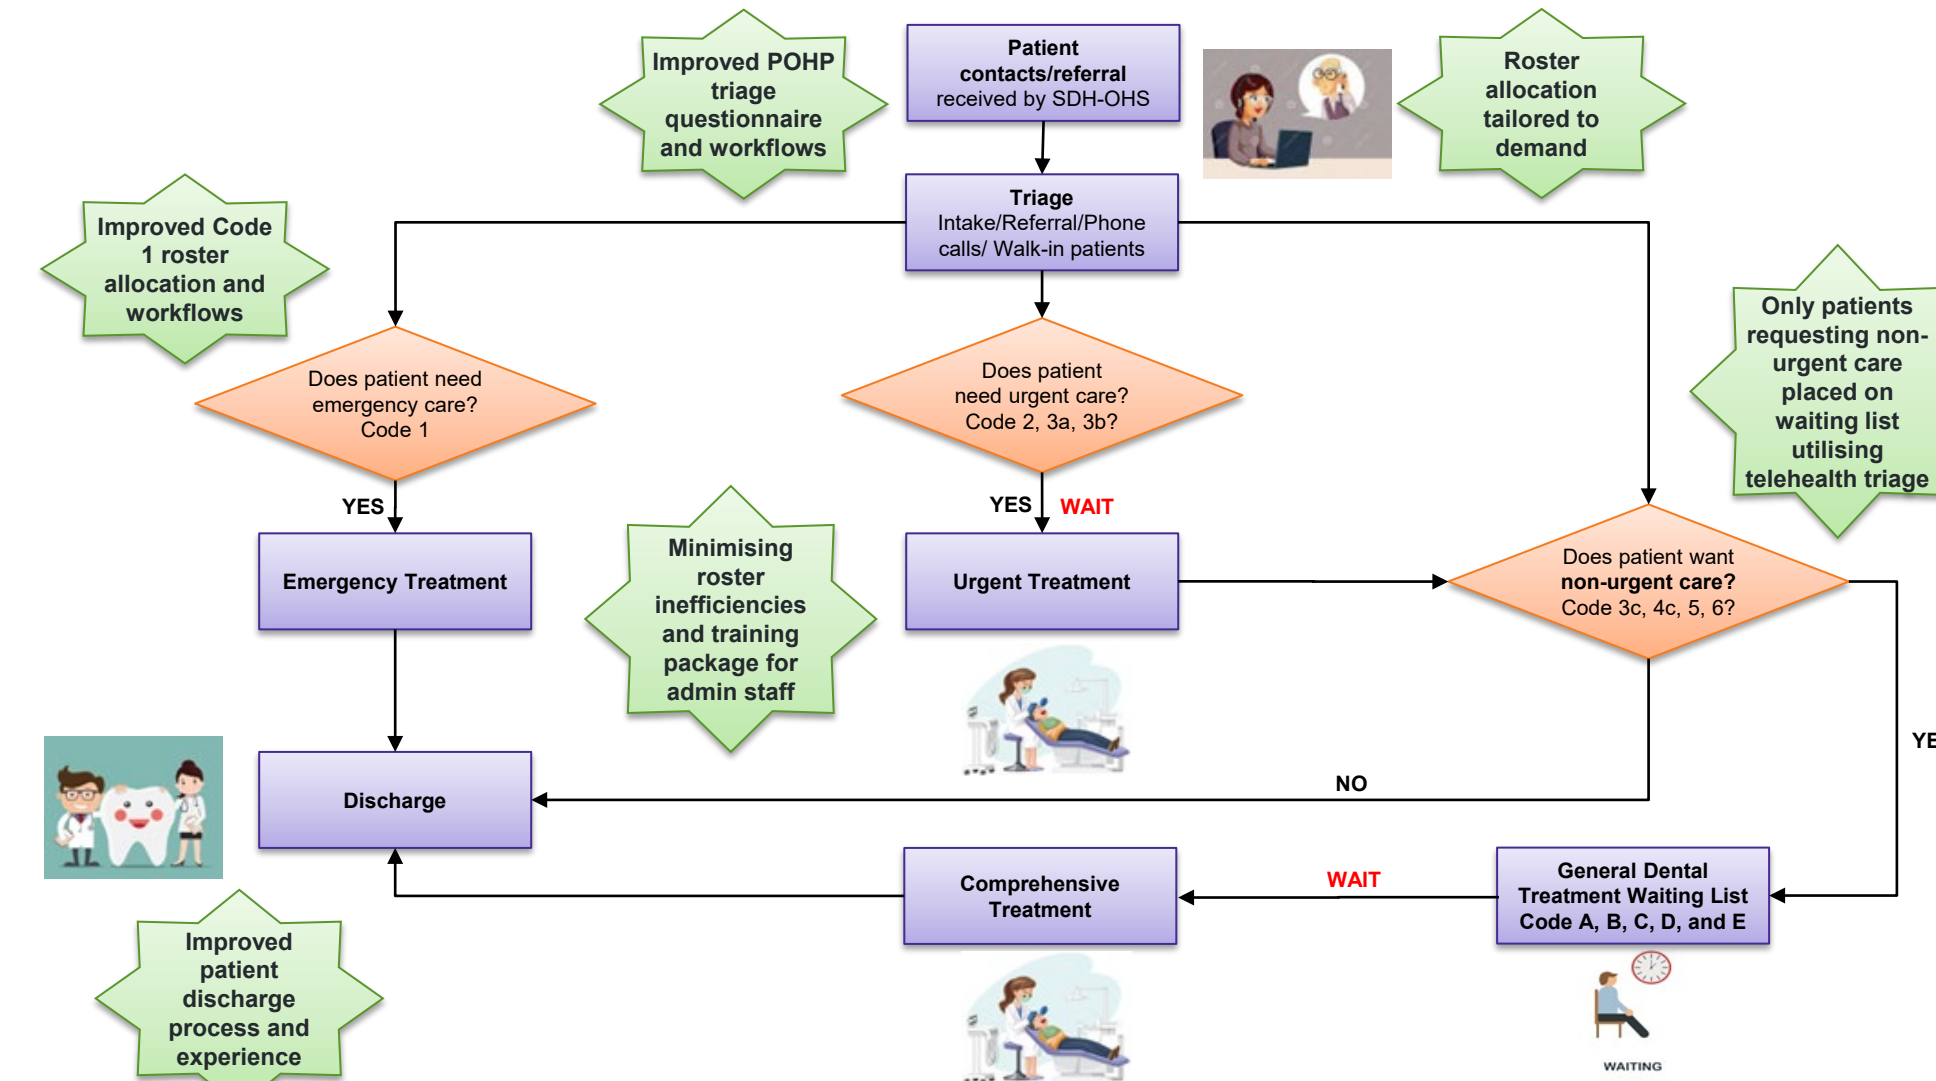 Improved POHP
triage
questionnaire
and workflows
Patient
contacts/referral
received by SDH-OHS
Roster
allocation
tailored to
demand
Improved Code
1 roster
allocation and
workflows
Triage
Intake/Referral/Phone
calls/ Walk-in patients
Only patients
requesting non-
urgent care
placed on
waiting list
utilising
telehealth triage
Does patient need
emergency care?
Code 1
Does patient
need urgent care?
Code 2, 3a, 3b?
YES
YES
WAIT
Emergency Treatment
Minimising
roster
inefficiencies
and training
package for
admin staff
Urgent Treatment
Does patient want
non-urgent care?
Code 3c, 4c, 5, 6?
YE
NO
Discharge
Comprehensive
Treatment
WAIT
General Dental
Treatment Waiting List
Code A, B, C, D, and E
Improved
patient
discharge
process and
experience
WAITING